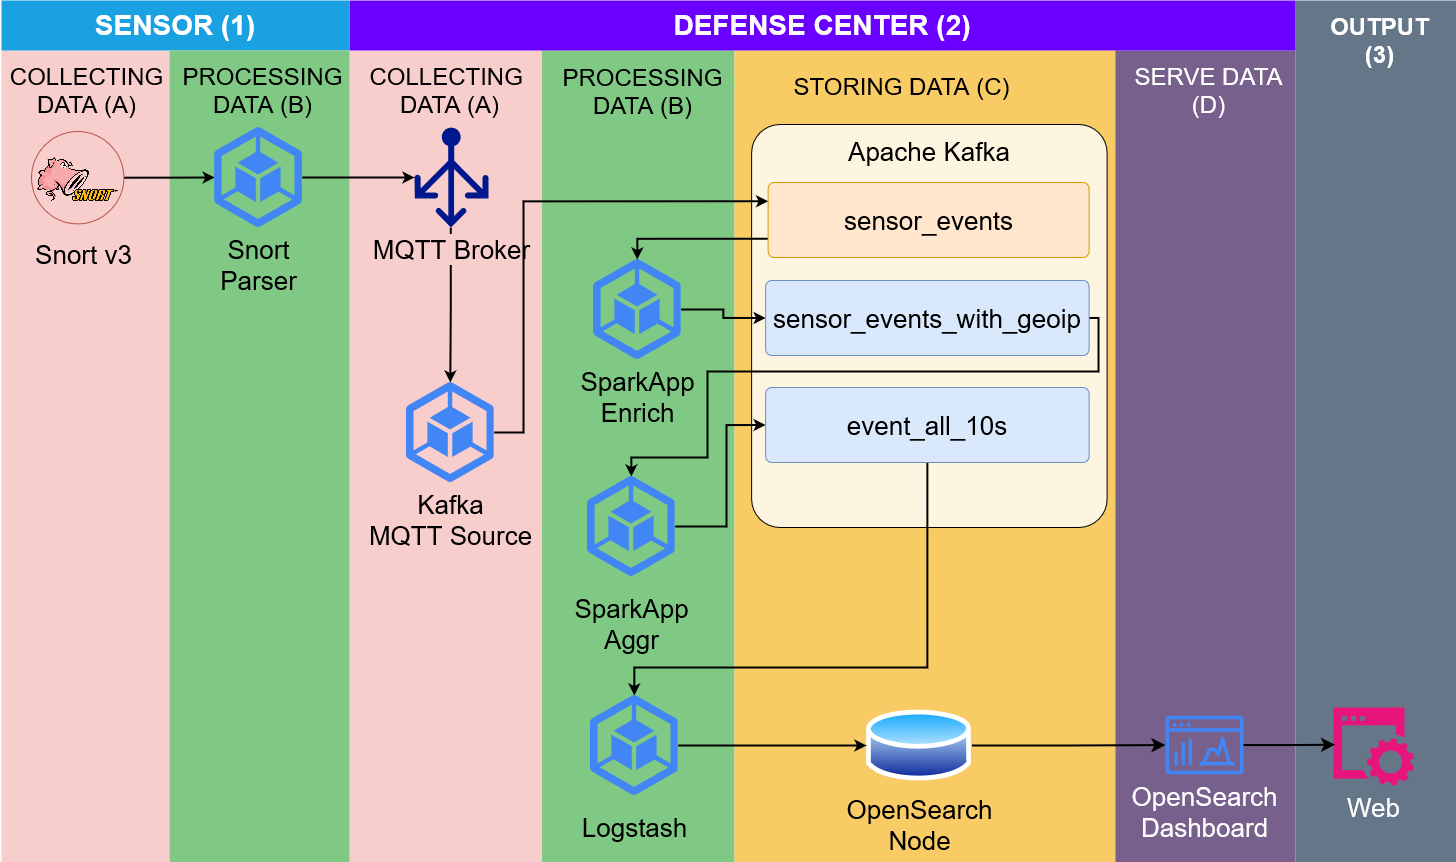 SENSOR (1)
DEFENSE CENTER (2)
OUTPUT
(3)
COLLECTING
DATA (A)
PROCESSING
DATA (B)
COLLECTING
DATA (A)
PROCESSING
DATA (B)
STORING DATA (C)
SERVE DATA
(D)
SNORT
Snort v3
Snort
Parser
MQTT Broker
Kafka
MQTT Source
Apache Kafka
sensor_events
sensor_events_with_geoip
event_all_10s
SparkApp
Enrich
SparkApp
Aggr
Logstash
OpenSearch
Node
OpenSearch
Dashboard
Web